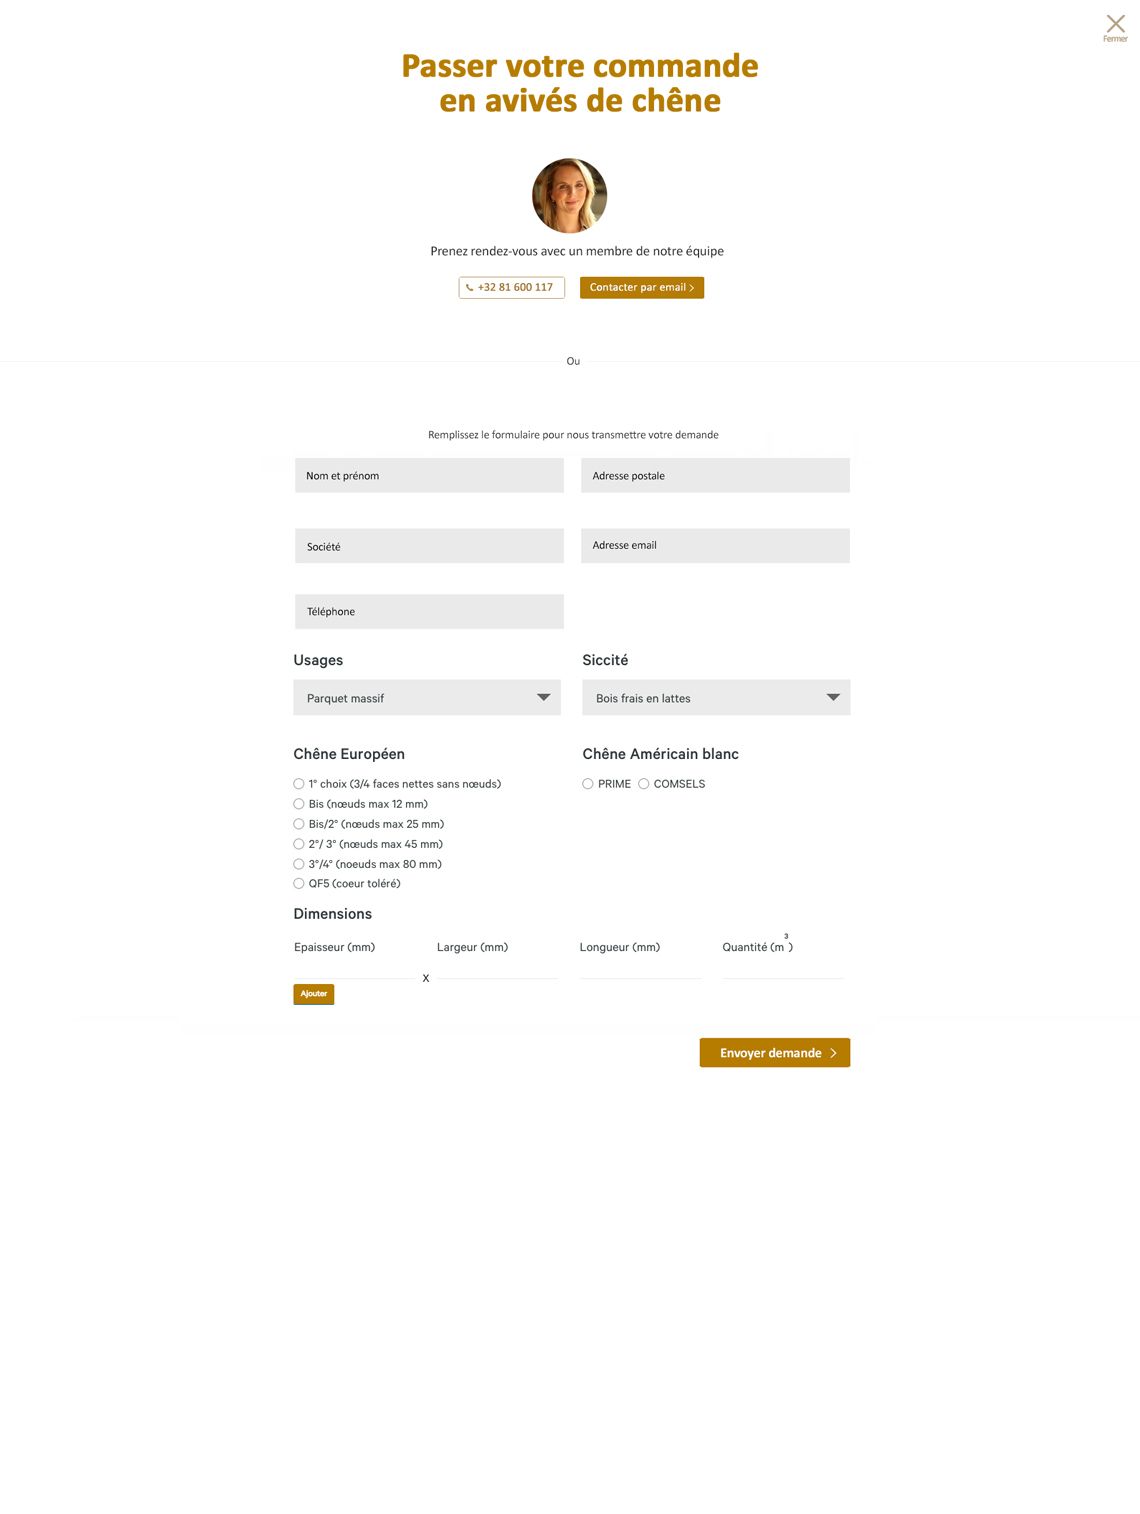 Fermer
Passer votre commande
en avivés de chêne
Prenez rendez-vous avec un membre de notre équipe
+32 81 600 117
Contacter par email >
Ou
Remplissez le formulaire pour nous transmettre votre demande
Nom et prénom
Adresse postale
Société
Adresse email
Téléphone
Usages
Siccité
Parquet massif
Bois frais en lattes
Chêne Européen
Chêne Américain blanc
1° choix (3/4 faces nettes sans nœuds)
PRIME COMSELS
Bis (nœuds max 12 mm)
Bis/2° (nœuds max 25 mm)
2°/ 3° (nœuds max 45 mm)
3°/4° (noeuds max 80 mm)
QF5 (coeur toléré)
Dimensions
Epaisseur (mm) Largeur (mm) Longueur (mm) Quantité (m³)
X
Ajouter
Envoyer demande >